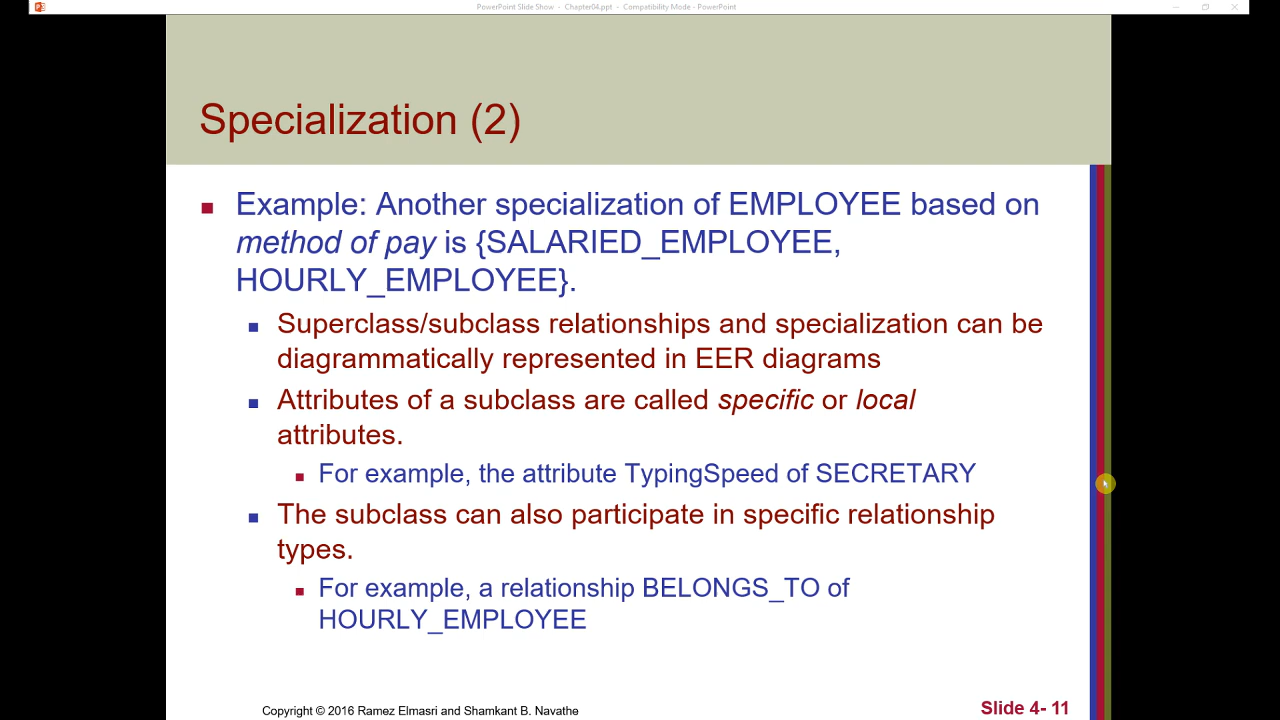 PowerPoint Slide Show - Chapter04.ppt - Compatibility Mode - PowerPoint
Specialization (2)
Example: Another specialization of EMPLOYEE based on
method of pay is {SALARIED_EMPLOYEE,
HOURLY_EMPLOYEE}.
Superclass/subclass relationships and specialization can be
diagrammatically represented in EER diagrams
Attributes of a subclass are called specific or local
attributes.
For example, the attribute TypingSpeed of SECRETARY
The subclass can also participate in specific relationship
types.
For example, a relationship BELONGS_TO of
HOURLY_EMPLOYEE
Copyright © 2016 Ramez Elmasri and Shamkant B. Navathe
Slide 4- 11